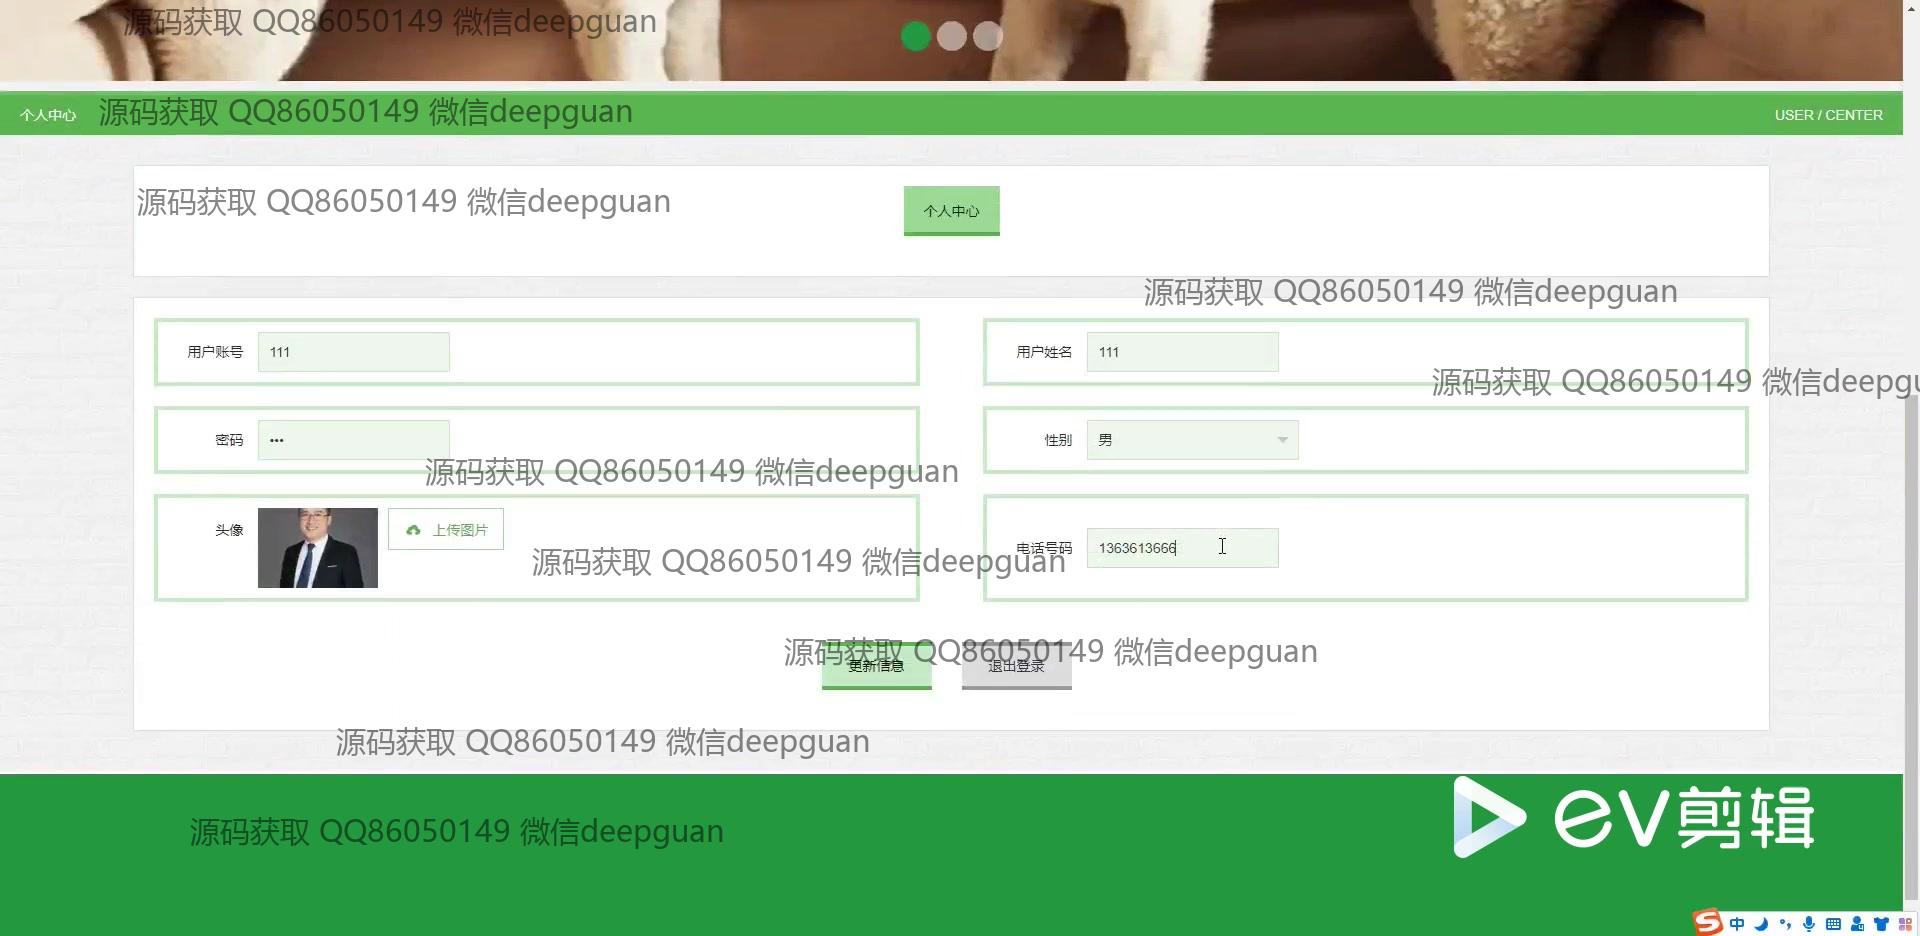 源码获取 QQ86050149 微信deepguan
个人中心
源码获取 QQ86050149 微信deepguan
USER / CENTER
源码获取 QQ86050149 微信deepguan
个人中心
源码获取 QQ86050149 微信deepguan
用户账号 111
用户姓名 111
源码获取 QQ86050149 微信deepgu
密码 •••
性别 男
源码获取 QQ86050149 微信deepguan
头像 上传图片
电话号码 1363613666
源码获取 QQ86050149 微信deepguan
源码获取 QQ86050149 微信deepguan
更新信息 退出登录
源码获取 QQ86050149 微信deepguan
源码获取 QQ86050149 微信deepguan
EV剪辑
中